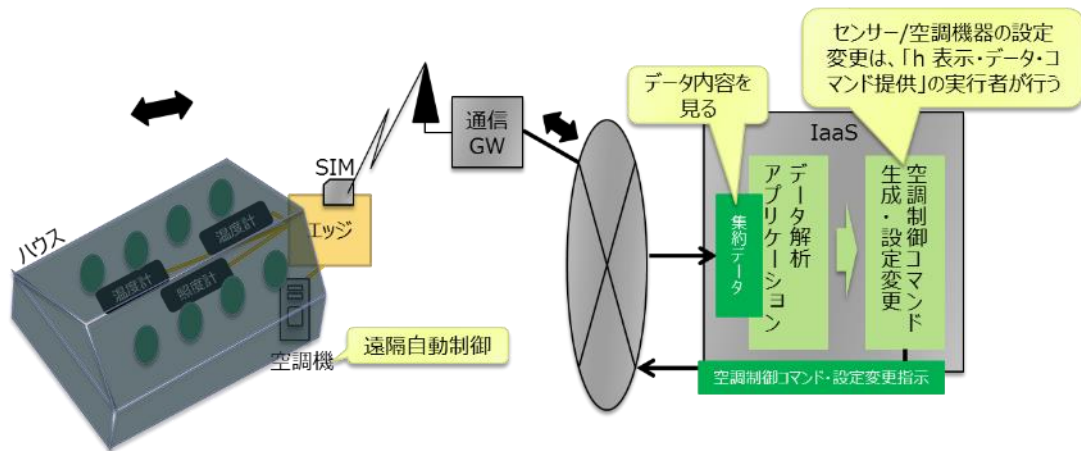 センサー/空調機器の設定
変更は、「h 表示・データ・コ
マンド提供」の実行者が行う
データ内容を
見る
IaaS
通信
GW
SIM
エッジ
ハウス
温度計
温度計
照度計
空調機
遠隔自動制御
集約データ
データ解析
アプリケーション
空調制御コマンド
生成・設定変更
空調制御コマンド・設定変更指示